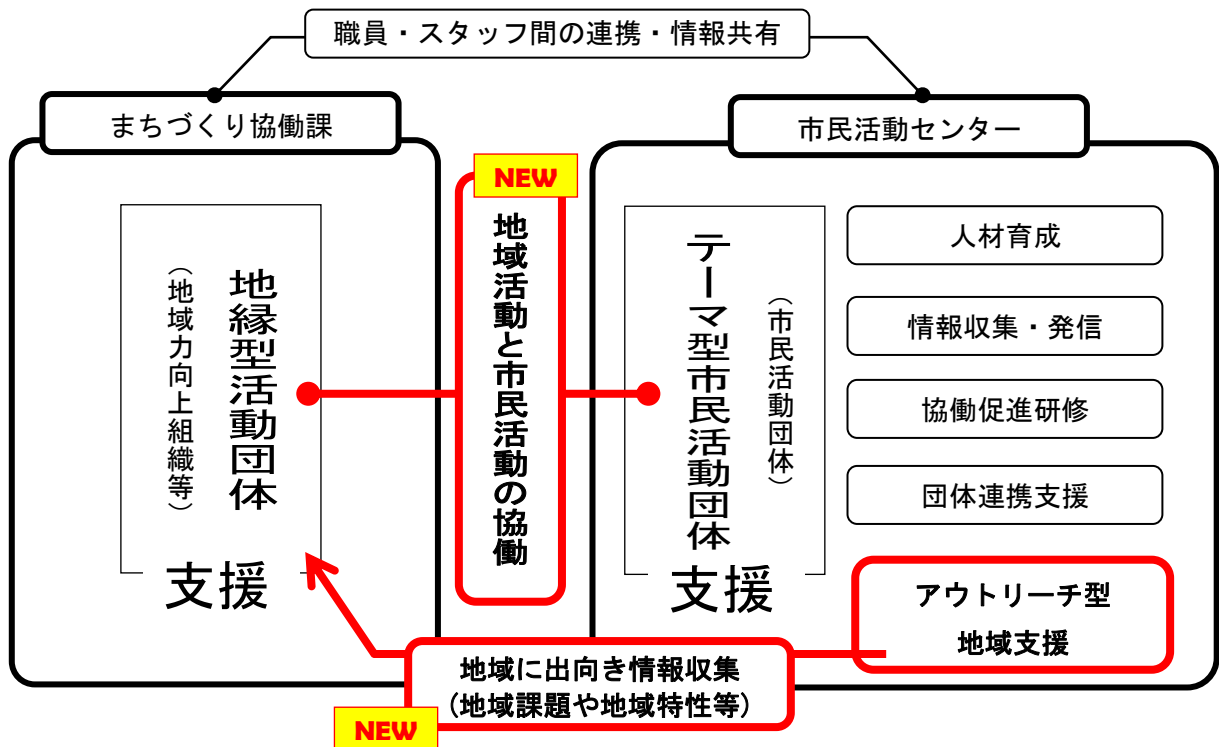 職員・スタッフ間の連携・情報共有
まちづくり協働課
市民活動センター
NEW
地域活動と市民活動の協働
地縁型活動団体
（地域力向上組織等）
支援
テーマ型市民活動団体
（市民活動団体）
支援
人材育成
情報収集・発信
協働促進研修
団体連携支援
アウトリーチ型
地域支援
地域に出向き情報収集
（地域課題や地域特性等）
NEW